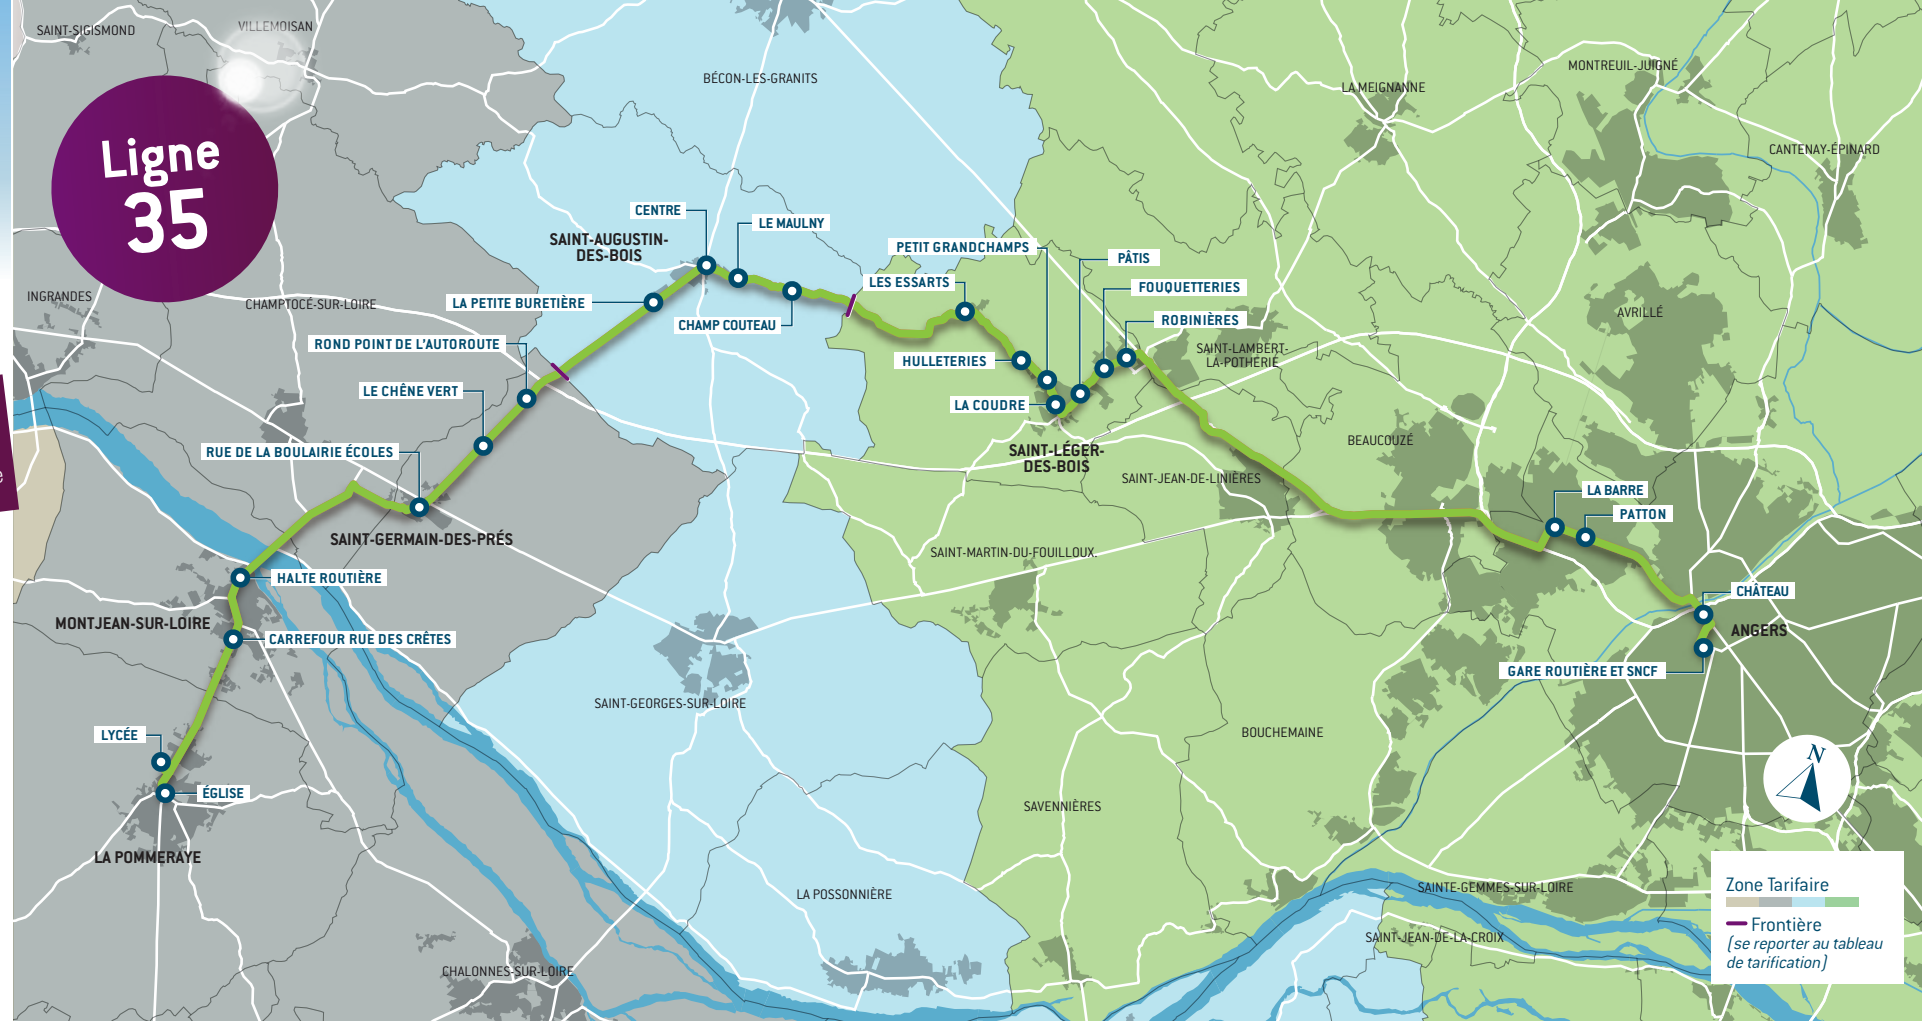 SAINT-SIGISMOND
VILLEMOISAN
Ligne
35
BÉCON-LES-GRANITS
LA MEIGNANNE
MONTREUIL-JUIGNÉ
CANTENAY-ÉPINARD
INGRANDES
CHAMPTOCÉ-SUR-LOIRE
CENTRE
LE MAULNY
SAINT-AUGUSTIN-
DES-BOIS
PETIT GRANDCHAMPS
PÂTIS
LES ESSARTS
FOUQUETTERIES
LA PETITE BURETIÈRE
CHAMP COUTEAU
ROBINIÈRES
AVRILLÉ
ROND POINT DE L'AUTOROUTE
HULLETERIES
SAINT-LAMBERT-
LA-POTHERIE
LE CHÊNE VERT
LA COUDRE
RUE DE LA BOULAIRIE ÉCOLES
SAINT-LÉGER-
DES-BOIS
BEAUCOUZÉ
SAINT-JEAN-DE-LINIÈRES
LA BARRE
PATTON
SAINT-GERMAIN-DES-PRÉS
SAINT-MARTIN-DU-FOUILLOUX
HALTE ROUTIÈRE
CHÂTEAU
MONTJEAN-SUR-LOIRE
CARREFOUR RUE DES CRÊTES
ANGERS
GARE ROUTIÈRE ET SNCF
SAINT-GEORGES-SUR-LOIRE
LYCÉE
BOUCHEMAINE
N
ÉGLISE
SAVENNIÈRES
LA POMMERAYE
LA POSSONNIÈRE
SAINTE-GEMMES-SUR-LOIRE
SAINT-JEAN-DE-LA-CROIX
CHALONNES-SUR-LOIRE
Zone Tarifaire
Frontière
(se reporter au tableau
de tarification)